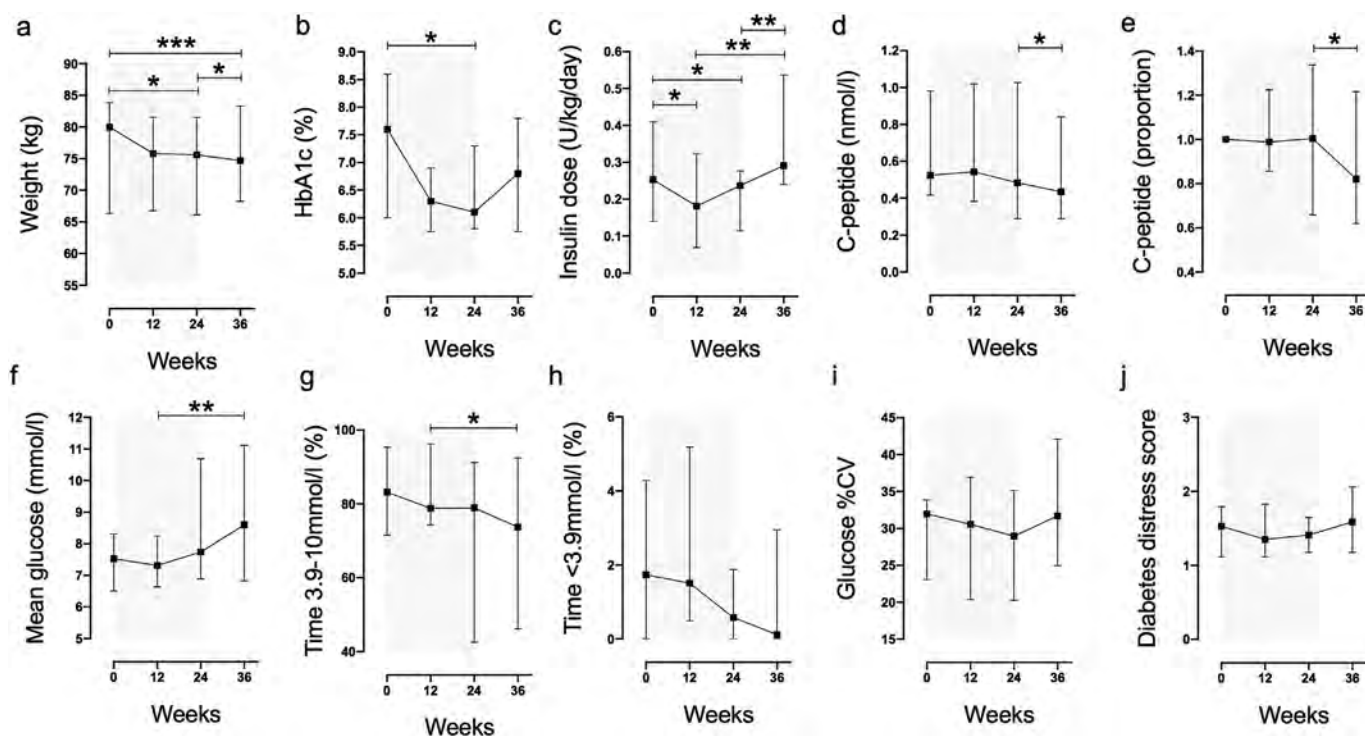 a
***
*
*
90
85
80
75
70
65
60
55
Weight (kg)
0 12 24 36
Weeks
b
*
9.0
8.5
8.0
7.5
7.0
6.5
6.0
5.5
5.0
HbA1c (%)
0 12 24 36
Weeks
c
**
**
*
*
0.6
0.5
0.4
0.3
0.2
0.1
0.0
Insulin dose (U/kg/day)
0 12 24 36
Weeks
d
*
1.2
1.0
0.8
0.6
0.4
0.2
0.0
C-peptide (nmol/l)
0 12 24 36
Weeks
e
*
1.4
1.2
1.0
0.8
0.6
0.4
C-peptide (proportion)
0 12 24 36
Weeks
f
**
12
11
10
9
8
7
6
5
Mean glucose (mmol/l)
0 12 24 36
Weeks
g
*
100
80
60
40
Time 3.9-10mmol/l (%)
0 12 24 36
Weeks
h
6
4
2
0
Time <3.9mmol/l (%)
0 12 24 36
Weeks
i
45
40
35
30
25
20
15
Glucose %CV
0 12 24 36
Weeks
j
3
2
1
0
Diabetes distress score
0 12 24 36
Weeks